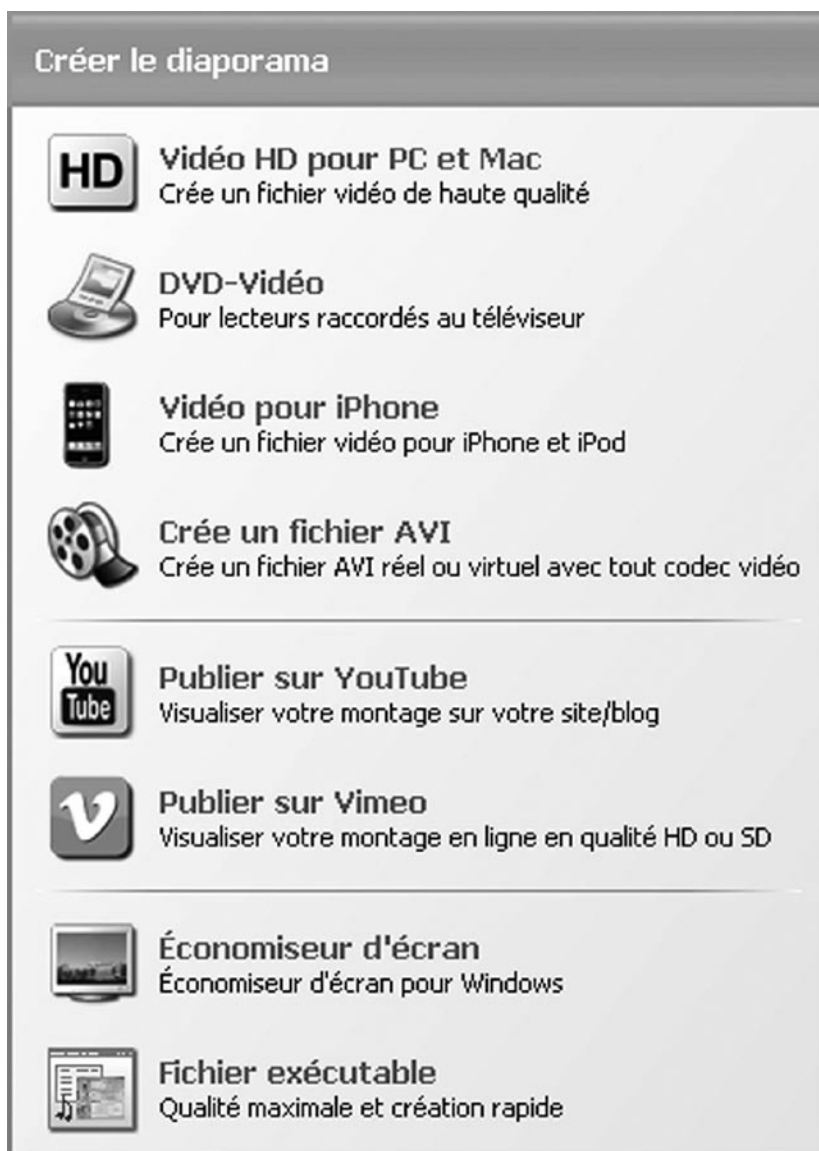 Créer le diaporama
HD
Vidéo HD pour PC et Mac
Crée un fichier vidéo de haute qualité
DVD-Vidéo
Pour lecteurs raccordés au téléviseur
Vidéo pour iPhone
Crée un fichier vidéo pour iPhone et iPod
Crée un fichier AVI
Crée un fichier AVI réel ou virtuel avec tout codec vidéo
You
Tube
Publier sur YouTube
Visualiser votre montage sur votre site/blog
Publier sur Vimeo
Visualiser votre montage en ligne en qualité HD ou SD
Économiseur d'écran
Économiseur d'écran pour Windows
Fichier exécutable
Qualité maximale et création rapide